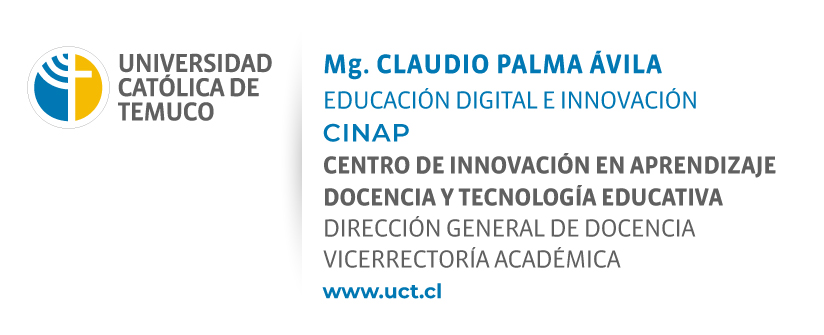 UNIVERSIDAD
CATÓLICA DE
TEMUCO
Mg. CLAUDIO PALMA ÁVILA
EDUCACIÓN DIGITAL E INNOVACIÓN
CINAP
CENTRO DE INNOVACIÓN EN APRENDIZAJE
DOCENCIA Y TECNOLOGÍA EDUCATIVA
DIRECCIÓN GENERAL DE DOCENCIA
VICERRECTORÍA ACADÉMICA
www.uct.cl